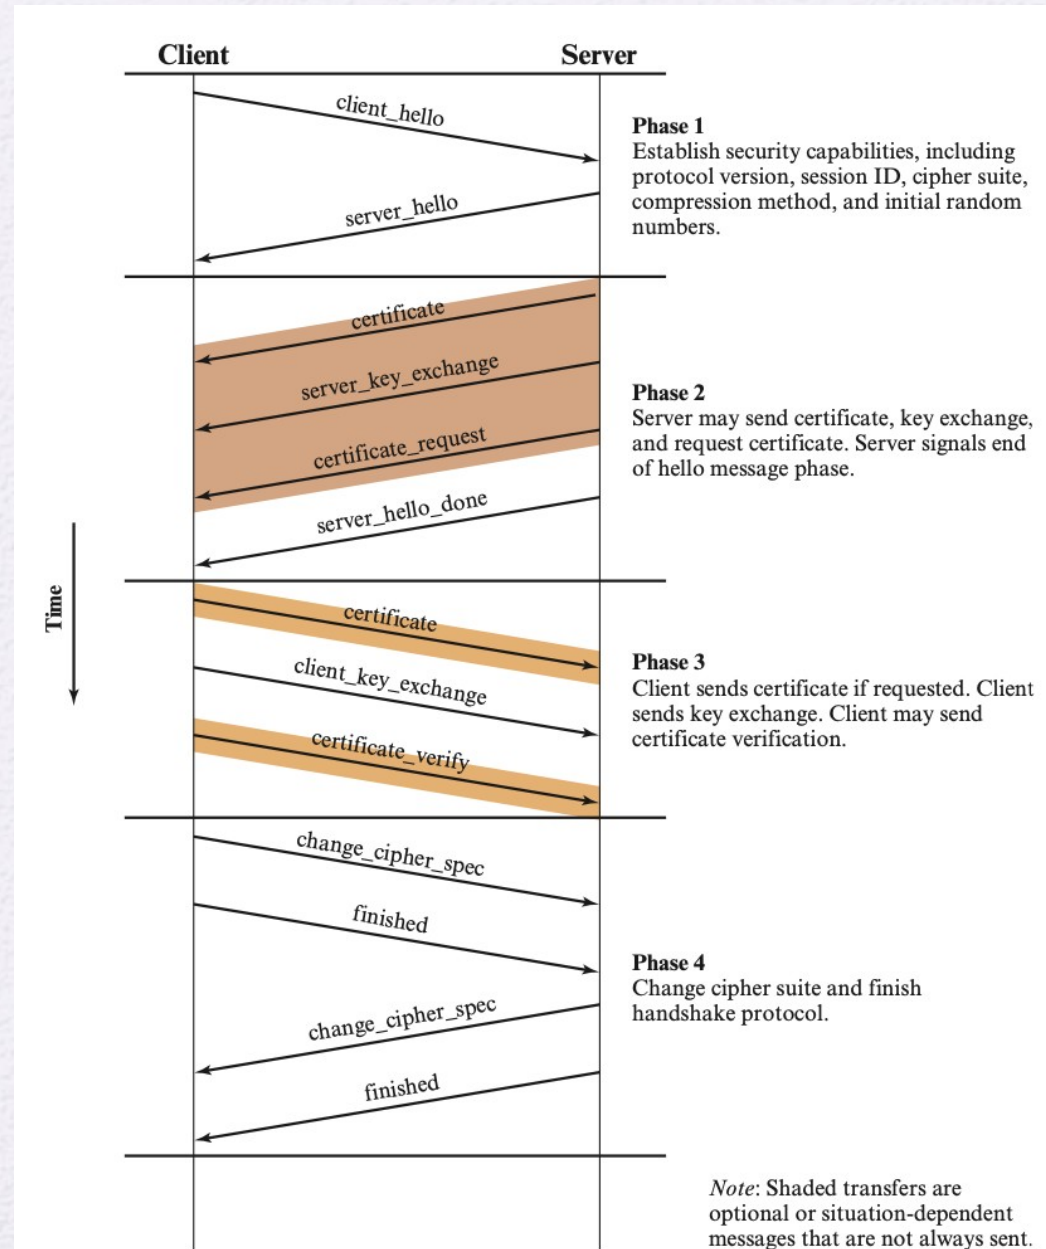 Client
Server
client_hello
server_hello
Phase 1
Establish security capabilities, including
protocol version, session ID, cipher suite,
compression method, and initial random
numbers.
certificate
server_key_exchange
certificate_request
server_hello_done
Phase 2
Server may send certificate, key exchange,
and request certificate. Server signals end
of hello message phase.
Time
certificate
client_key_exchange
certificate_verify
Phase 3
Client sends certificate if requested. Client
sends key exchange. Client may send
certificate verification.
change_cipher_spec
finished
change_cipher_spec
finished
Phase 4
Change cipher suite and finish
handshake protocol.
Note: Shaded transfers are
optional or situation-dependent
messages that are not always sent.